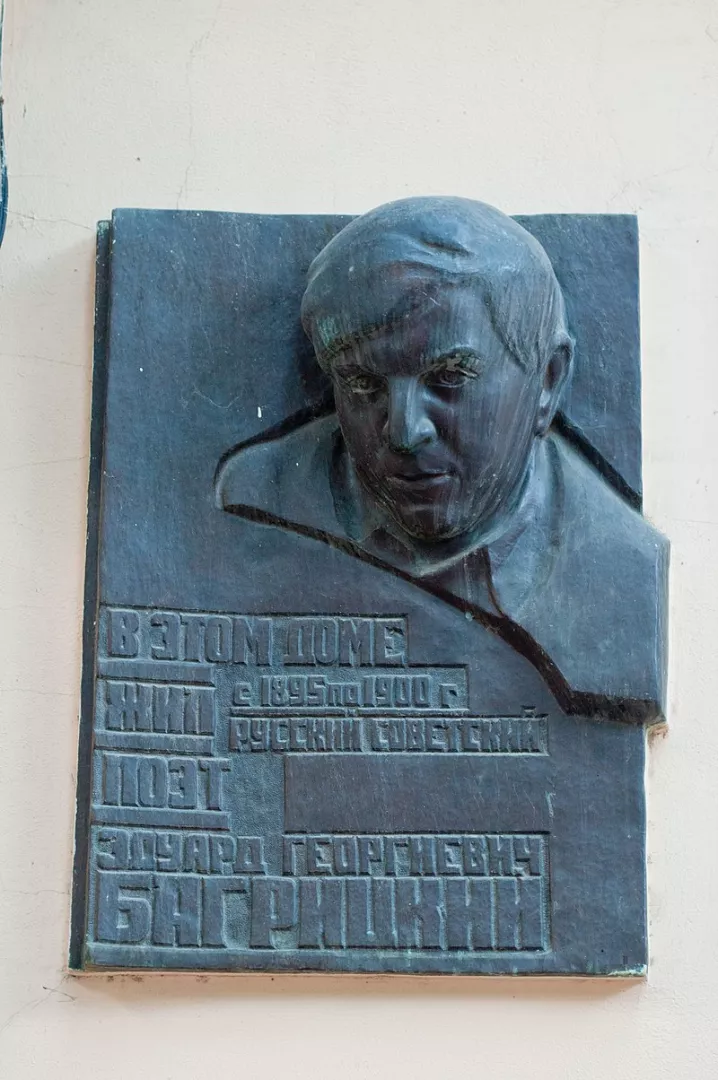 В ЭТОМ ДОМЕ
ЖИЛ с 1895 по 1900 г
РУССКИЙ СОВЕТСКИЙ
ПОЭТ
ЭДУАРД ГЕОРГИЕВИЧ
БАГРИЦКИЙ